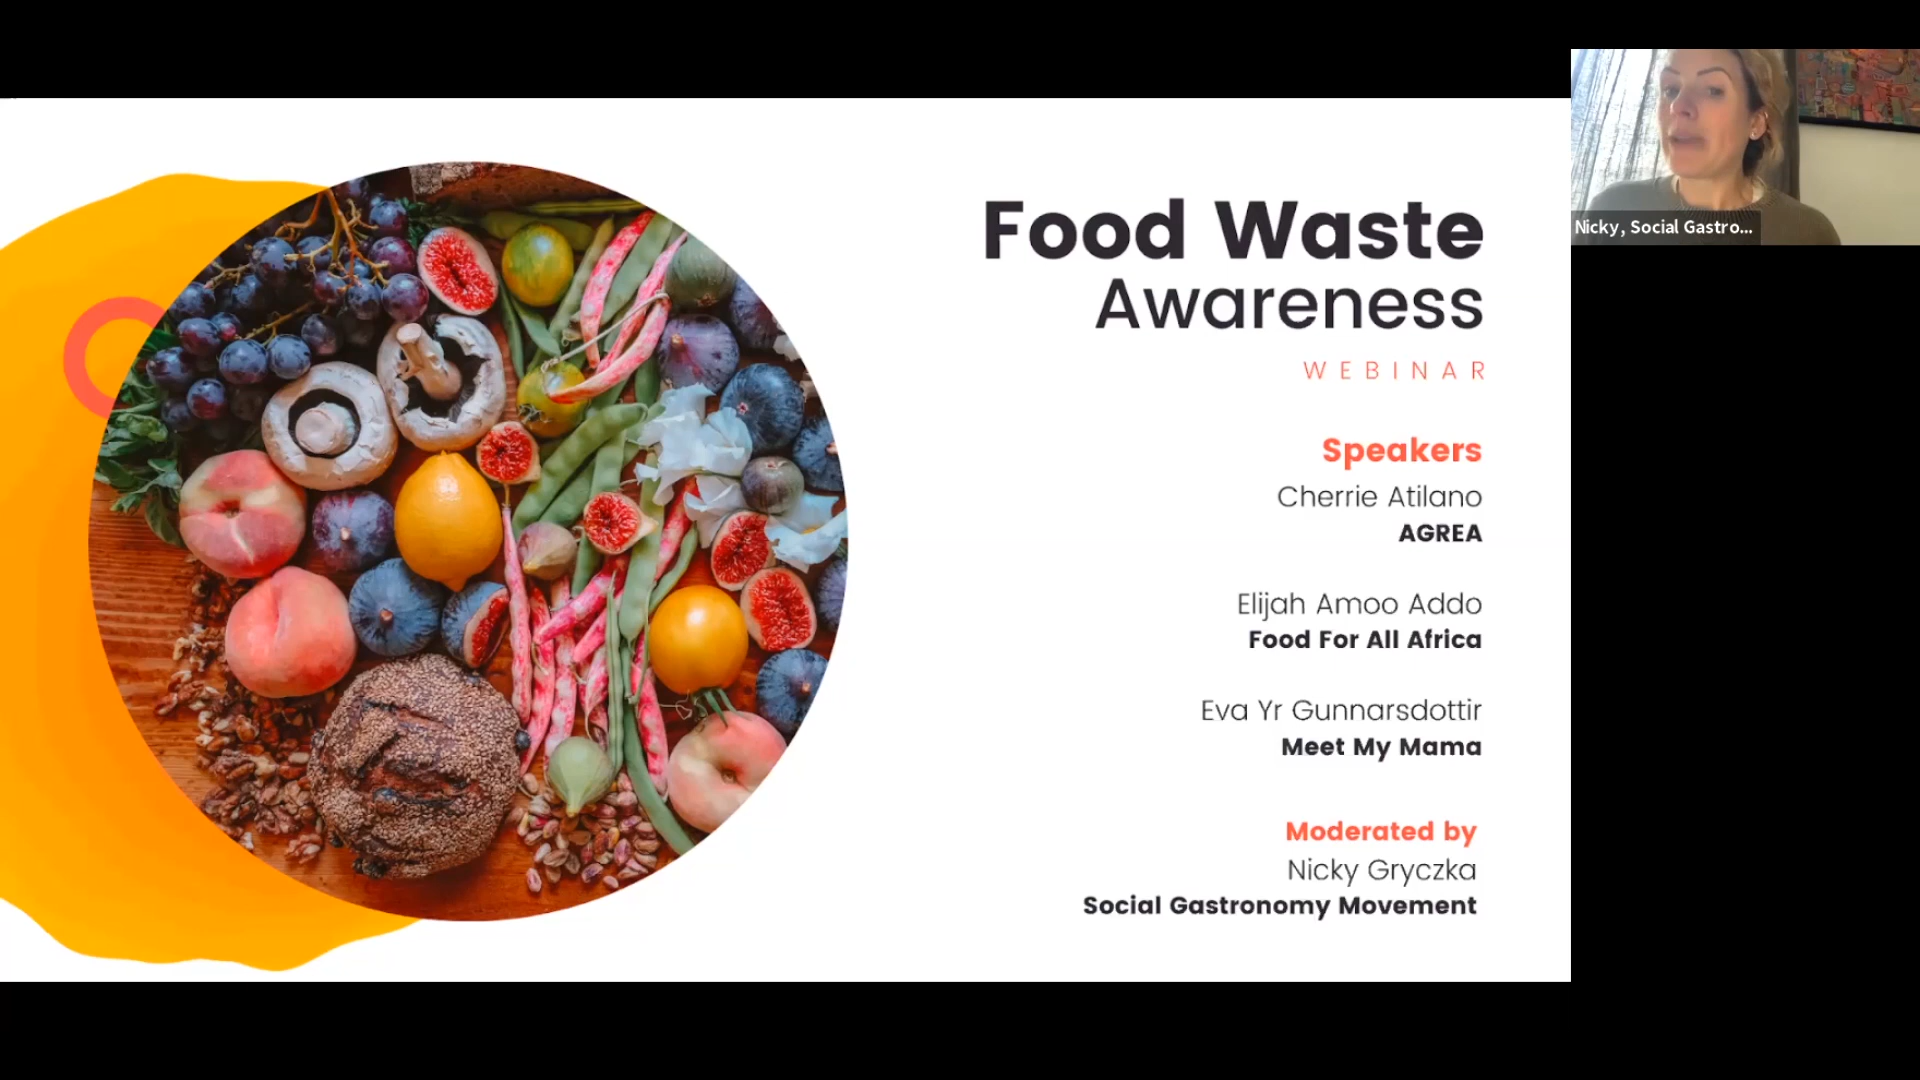 Food Waste
Awareness
WEBINAR
Speakers
Cherrie Atilano
AGREA
Elijah Amoo Addo
Food For All Africa
Eva Yr Gunnarsdottir
Meet My Mama
Moderated by
Nicky Gryczka
Social Gastronomy Movement
Nicky, Social Gastro...